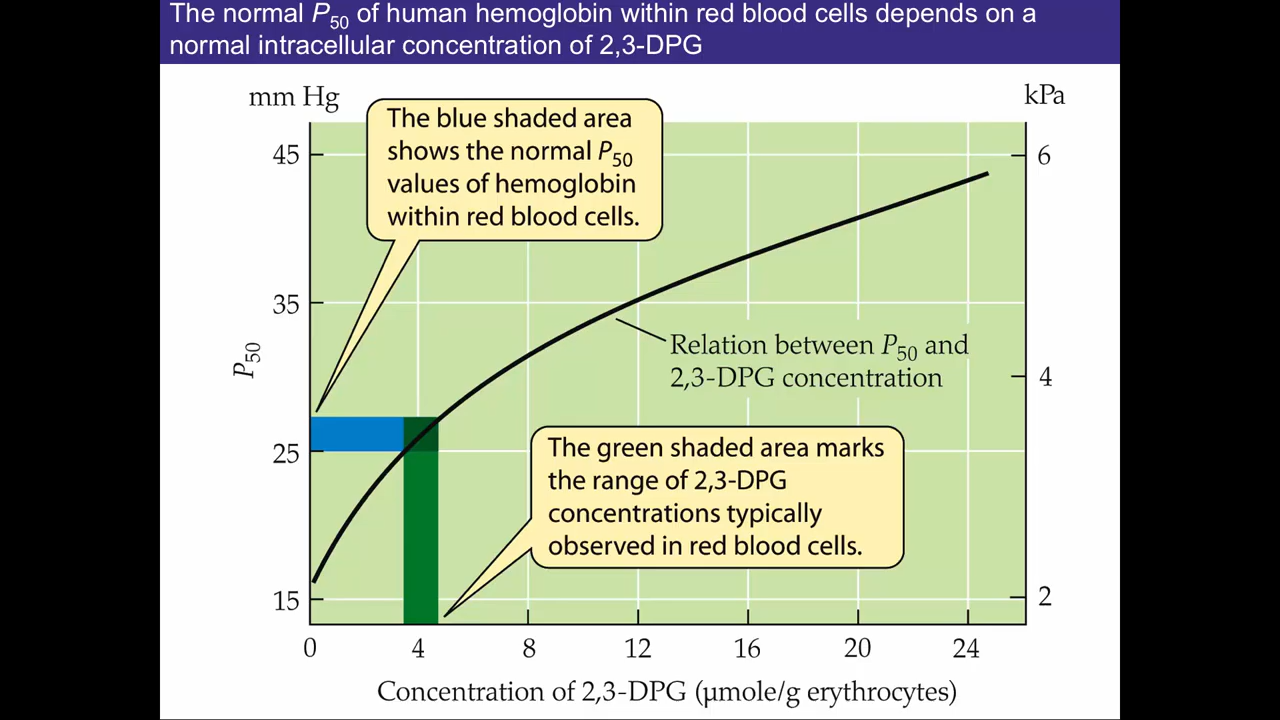 The normal P50 of human hemoglobin within red blood cells depends on a
normal intracellular concentration of 2,3-DPG
mm Hg
kPa
The blue shaded area
shows the normal P50
values of hemoglobin
within red blood cells.
45
6
35
Relation between P50 and
2,3-DPG concentration
P50
4
25
The green shaded area marks
the range of 2,3-DPG
concentrations typically
observed in red blood cells.
15
2
0 4 8 12 16 20 24
Concentration of 2,3-DPG (µmole/g erythrocytes)